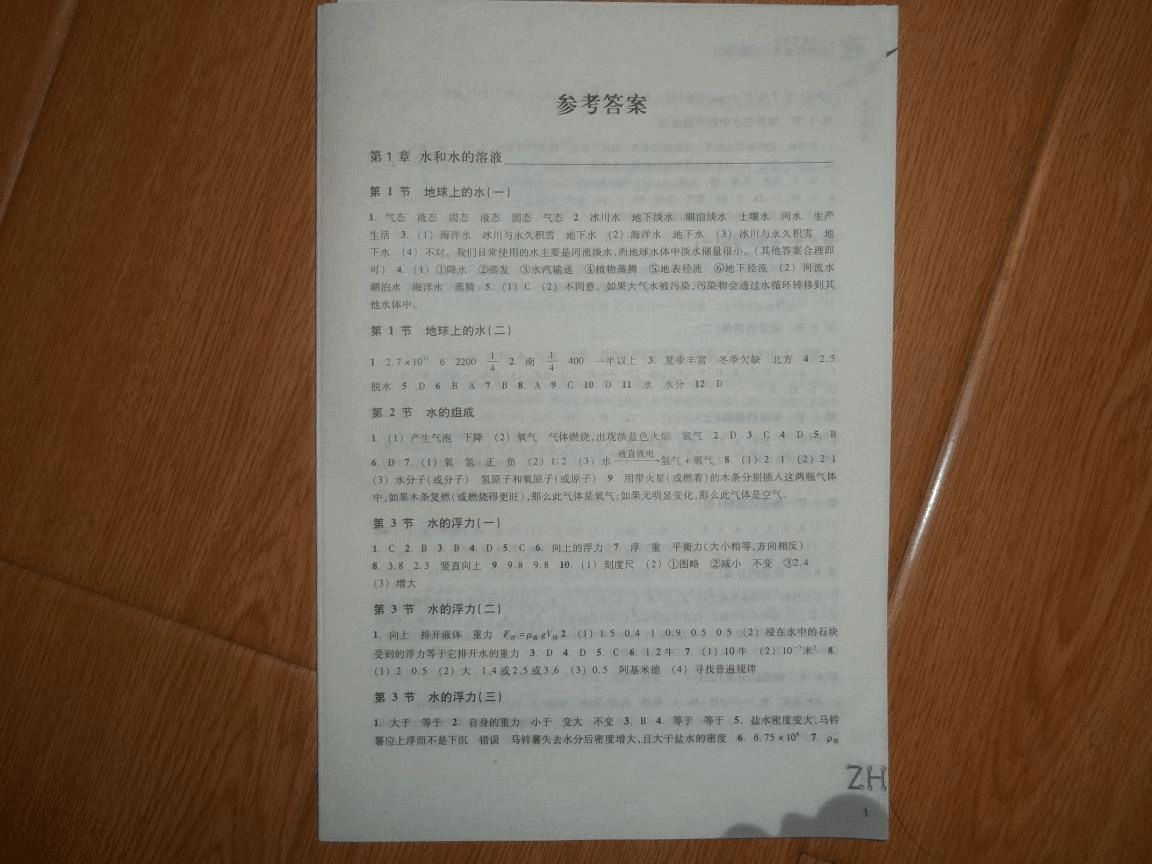 参考答案
第1章 水和水的溶液
第 1 节 地球上的水(一)
1. 气态 液态 固态 液态 固态 气态 2. 冰川水 地下淡水 湖泊淡水 土壤水 河水 生产
生活 3. (1) 海洋水 冰川与永久积雪 地下水 (2) 海洋水 地下水 (3) 冰川与永久积雪 地
下水 (4) 不对。我们日常使用的水主要是河流淡水,而地球水体中淡水储量很小。(其他答案合理即
可) 4. (1) ①降水 ②蒸发 ③水汽输送 ④植物蒸腾 ⑤地表径流 ⑥地下径流 (2) 河流水
湖泊水 海洋水 蒸腾 5. (1) C (2) 不同意。如果大气水被污染,污染物会通过水循环转移到其
他水体中。
第 1 节 地球上的水(二)
1. 2.7×10 6 2200 1/4 2. 南 1/4 400 一半以上 3. 夏季丰富 冬季欠缺 北方 4. 2.5
脱水 5. D 6. B A 7. B 8. A 9. C 10. D 11. 水 水分 12. D
第 2 节 水的组成
1. (1) 产生气泡 下降 (2) 氧气 气体燃烧,出现淡蓝色火焰 氢气 2. D 3. C 4. D 5. B
6. D 7. (1) 氧 氢 正 负 (2) 1:2 (3) 水 通直流电→ 氢气+氧气 8. (1) 2 1 (2) 2:1
(3) 水分子(或分子) 氢原子和氧原子(或原子) 9. 用带火星(或燃着)的木条分别插入这两瓶气体
中,如果木条复燃(或燃烧得更旺),那么此气体是氧气;如果无明显变化,那么此气体是空气。
第 3 节 水的浮力(一)
1. C 2. B 3. B 4. D 5. C 6. 向上的浮力 7. 浮 重 平衡力(大小相等,方向相反)
8. 3.8 2.3 竖直向上 9. 9.8 9.8 10. (1) 刻度尺 (2) ①图略 ②减小 不变 ③2.4
(3) 增大
第 3 节 水的浮力(二)
1. 向上 排开液体 重力 F浮=ρ液gV排 2. (1) 1.5 0.4 1 0.9 0.5 0.5 (2) 浸在水中的石块
受到的浮力等于它排开水的重力 3. D 4. D 5. C 6. 1.2牛 7. (1) 10牛 (2) 10⁻³米³ 8.
(1) 2 0.5 (2) 大 1、4或2、5或3、6 (3) 0.5 阿基米德 (4) 寻找普遍规律
第 3 节 水的浮力(三)
1. 大于 等于 2. 自身的重力 小于 变大 不变 3. B 4. 等于 等于 5. 盐水密度变大,马铃
薯应上浮而不是下沉 错误 马铃薯失去水分后密度增大,且大于盐水的密度 6. 6.75×10⁸ 7. ρ
ZH
1